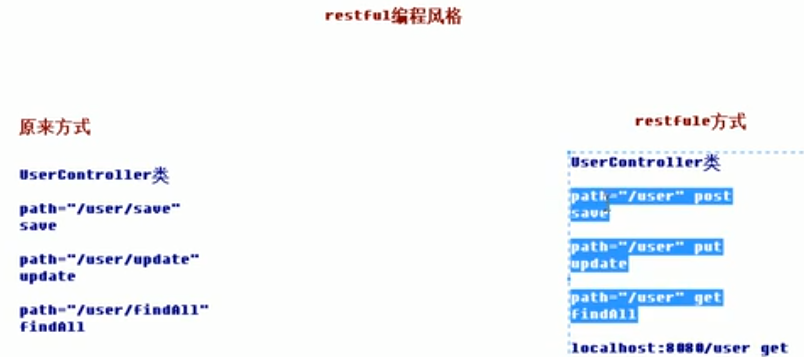 restful编程风格
原来方式
UserController类
path="/user/save"
save
path="/user/update"
update
path="/user/findAll"
findAll
restfule方式
UserController类
path="/user" post
save
path="/user" put
update
path="/user" get
findAll
localhost:8080/user get